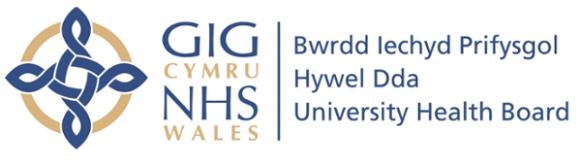 GIG
CYMRU
NHS
WALES
Bwrdd Iechyd Prifysgol
Hywel Dda
University Health Board